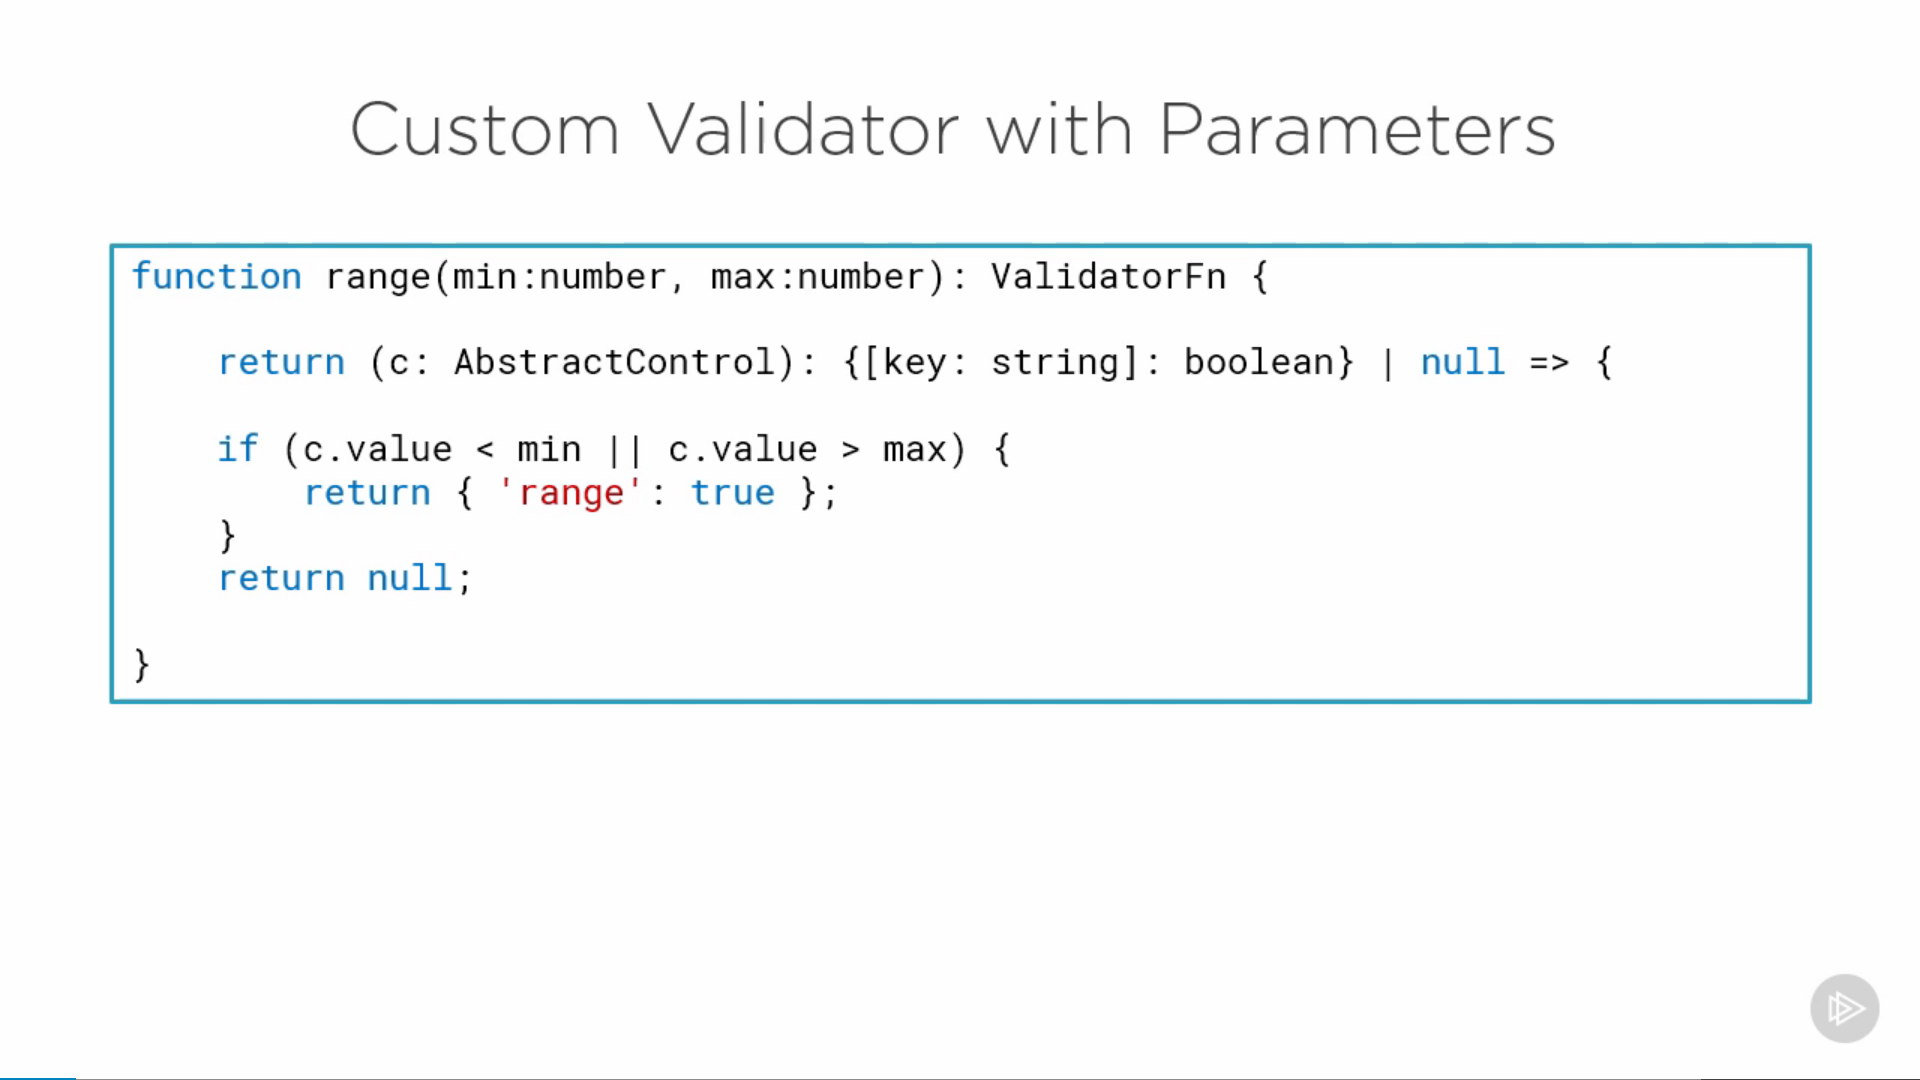 Custom Validator with Parameters
function range(min:number, max:number): ValidatorFn {
return (c: AbstractControl): {[key: string]: boolean} | null => {
if (c.value < min || c.value > max) {
return { 'range': true };
}
return null;
}